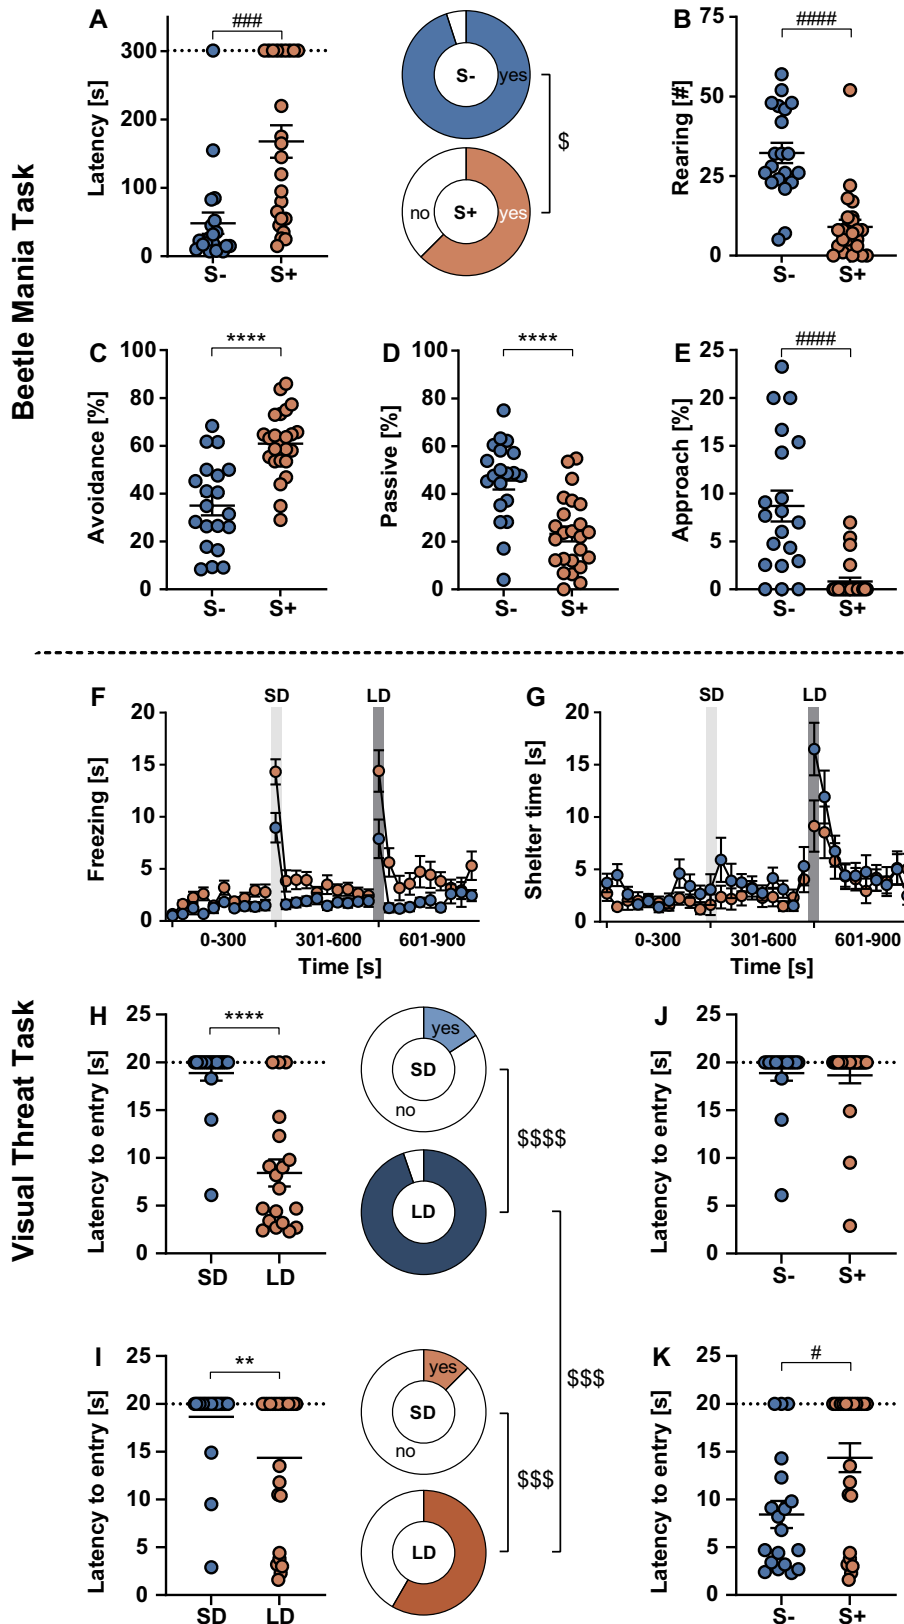 Beetle Mania Task
A
###
Latency [s]
300
200
100
0
S- S+
S-
yes
S+
no
yes
$
B
####
Rearing [#]
75
50
25
0
S- S+
C
****
Avoidance [%]
100
80
60
40
20
0
S- S+
D
****
Passive [%]
100
80
60
40
20
0
S- S+
E
####
Approach [%]
25
20
15
10
5
0
S- S+
Visual Threat Task
F
SD
LD
Freezing [s]
20
15
10
5
0
0-300 301-600 601-900
Time [s]
G
SD
LD
Shelter time [s]
20
15
10
5
0
0-300 301-600 601-900
Time [s]
H
****
Latency to entry [s]
25
20
15
10
5
0
SD LD
yes
SD
no
LD
$$$$
J
Latency to entry [s]
25
20
15
10
5
0
S- S+
I
**
Latency to entry [s]
25
20
15
10
5
0
SD LD
yes
SD
no
LD
$$$
$$$
K
#
Latency to entry [s]
25
20
15
10
5
0
S- S+